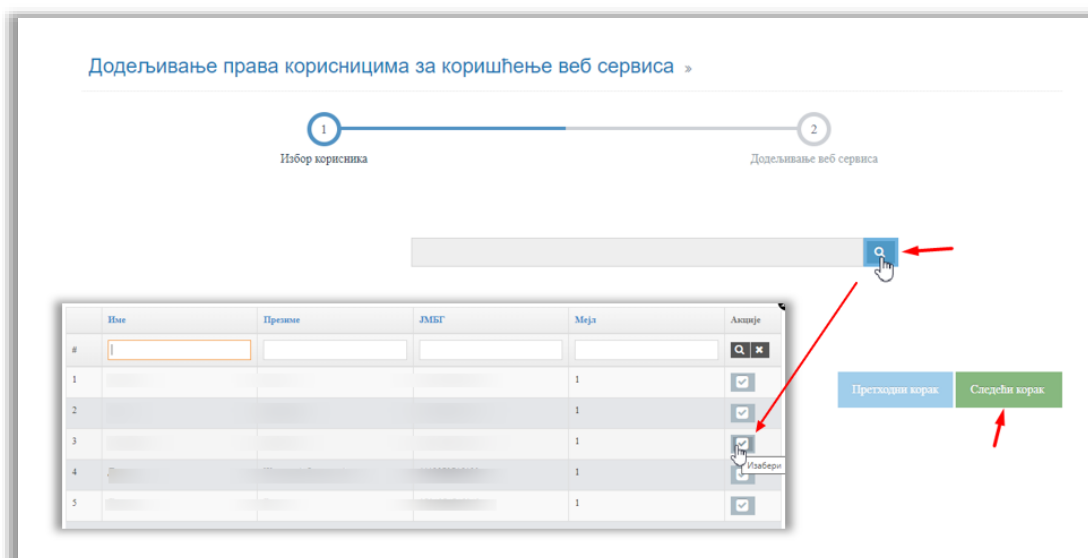 Додељивање права корисницима за коришћење веб сервиса »
1
2
Избор корисника
Додељивање веб сервиса
Име Презиме ЈМБГ Мејл Акције
#
1 1
2 1
3 1
Изабери
4 1
5 1
Претходни корак Следећи корак